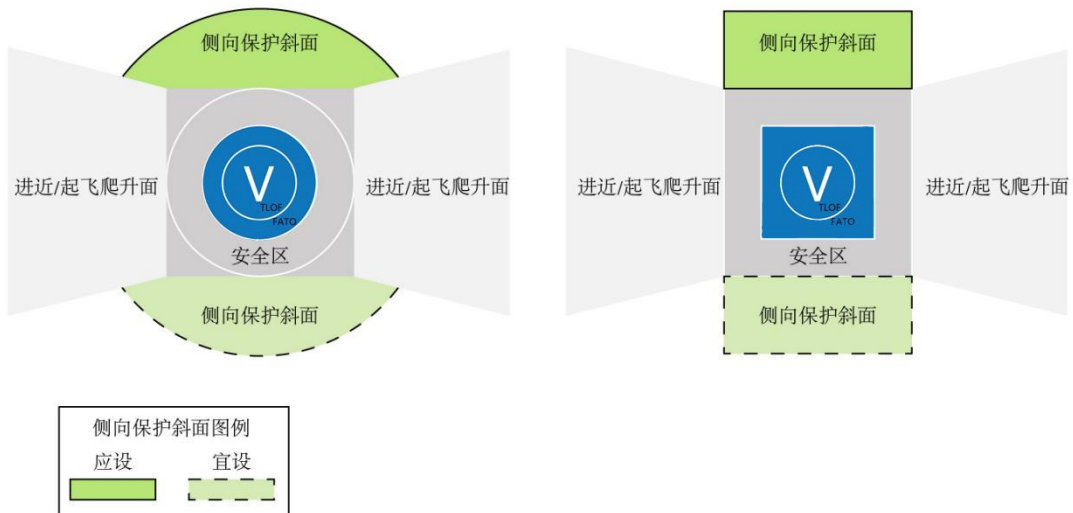 侧向保护斜面
进近/起飞爬升面
V
TLOF
FATO
进近/起飞爬升面
安全区
侧向保护斜面
侧向保护斜面
进近/起飞爬升面
V
TLOF
FATO
进近/起飞爬升面
安全区
侧向保护斜面
侧向保护斜面图例
应设 宜设